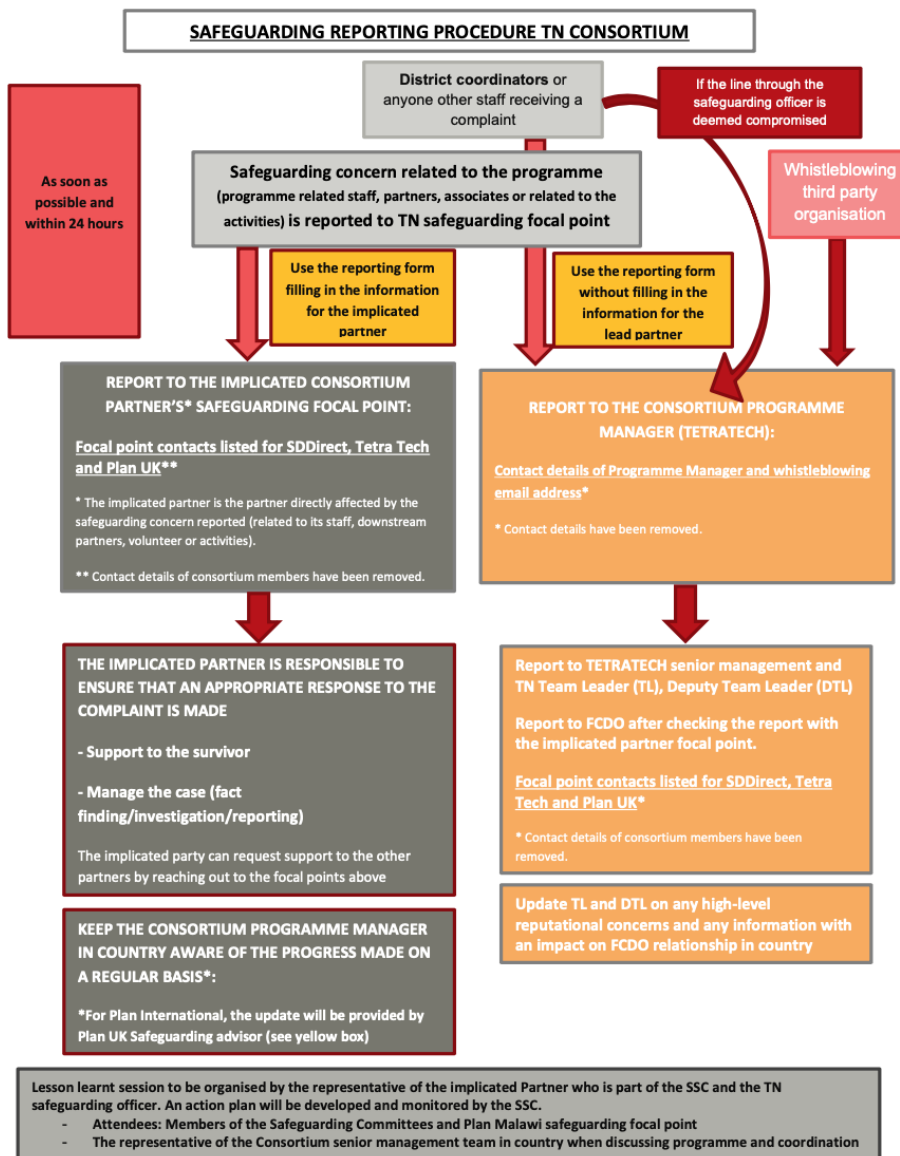 SAFEGUARDING REPORTING PROCEDURE TN CONSORTIUM
As soon as
possible and
within 24 hours
District coordinators or
anyone other staff receiving a
complaint
If the line through the
safeguarding officer is
deemed compromised
Whistleblowing
third party
organisation
Safeguarding concern related to the programme
(programme related staff, partners, associates or related to the
activities) is reported to TN safeguarding focal point
Use the reporting form
filling in the information
for the implicated
partner
Use the reporting form
without filling in the
information for the
lead partner
REPORT TO THE IMPLICATED CONSORTIUM
PARTNER'S* SAFEGUARDING FOCAL POINT:
Focal point contacts listed for SDDirect, Tetra Tech
and Plan UK**
* The implicated partner is the partner directly affected by the
safeguarding concern reported (related to its staff, downstream
partners, volunteer or activities).
** Contact details of consortium members have been removed.
REPORT TO THE CONSORTIUM PROGRAMME
MANAGER (TETRATECH):
Contact details of Programme Manager and whistleblowing
email address*
* Contact details have been removed.
THE IMPLICATED PARTNER IS RESPONSIBLE TO
ENSURE THAT AN APPROPRIATE RESPONSE TO THE
COMPLAINT IS MADE
- Support to the survivor
- Manage the case (fact
finding/investigation/reporting)
The implicated party can request support to the other
partners by reaching out to the focal points above
Report to TETRATECH senior management and
TN Team Leader (TL), Deputy Team Leader (DTL)
Report to FCDO after checking the report with
the implicated partner focal point.
Focal point contacts listed for SDDirect, Tetra
Tech and Plan UK*
* Contact details of consortium members have been
removed.
KEEP THE CONSORTIUM PROGRAMME MANAGER
IN COUNTRY AWARE OF THE PROGRESS MADE ON
A REGULAR BASIS*:
*For Plan International, the update will be provided by
Plan UK Safeguarding advisor (see yellow box)
Update TL and DTL on any high-level
reputational concerns and any information with
an impact on FCDO relationship in country
Lesson learnt session to be organised by the representative of the implicated Partner who is part of the SSC and the TN
safeguarding officer. An action plan will be developed and monitored by the SSC.
- Attendees: Members of the Safeguarding Committees and Plan Malawi safeguarding focal point
- The representative of the Consortium senior management team in country when discussing programme and coordination